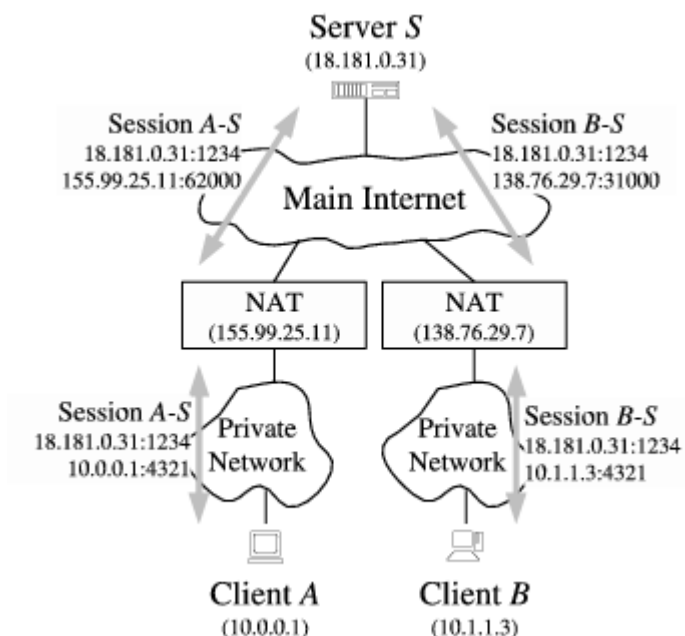 Server S
(18.181.0.31)
Session A-S
18.181.0.31:1234
155.99.25.11:62000
Session B-S
18.181.0.31:1234
138.76.29.7:31000
Main Internet
NAT
(155.99.25.11)
NAT
(138.76.29.7)
Session A-S
18.181.0.31:1234
10.0.0.1:4321
Private
Network
Private
Network
Session B-S
18.181.0.31:1234
10.1.1.3:4321
Client A
(10.0.0.1)
Client B
(10.1.1.3)